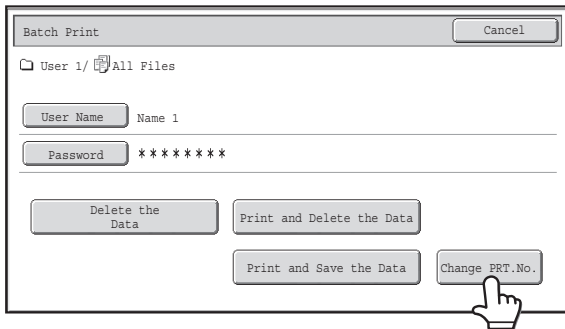 Batch Print
Cancel
User 1/ All Files
User Name
Name 1
Password
********
Delete the
Data
Print and Delete the Data
Print and Save the Data
Change PRT.No.